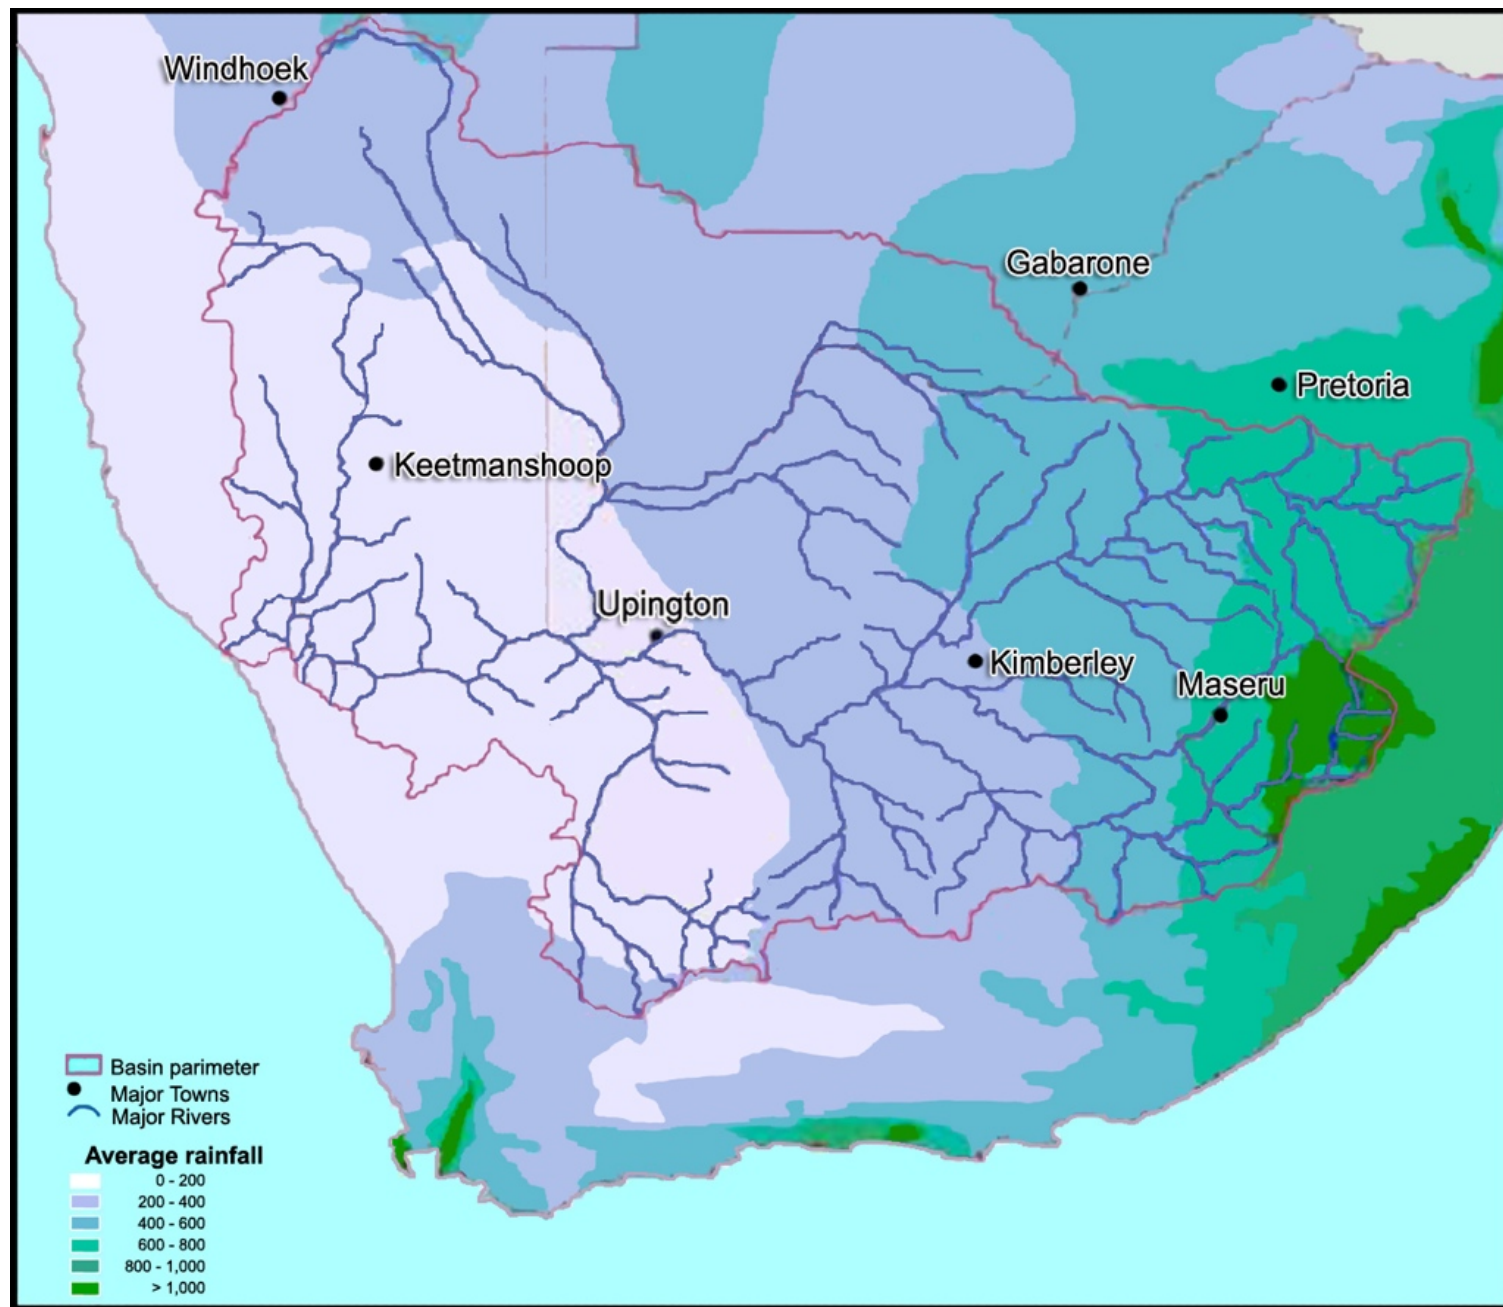 Windhoek
Gabarone
Pretoria
Keetmanshoop
Upington
Kimberley
Maseru
Basin parimeter
Major Towns
Major Rivers
Average rainfall
0 - 200
200 - 400
400 - 600
600 - 800
800 - 1,000
> 1,000